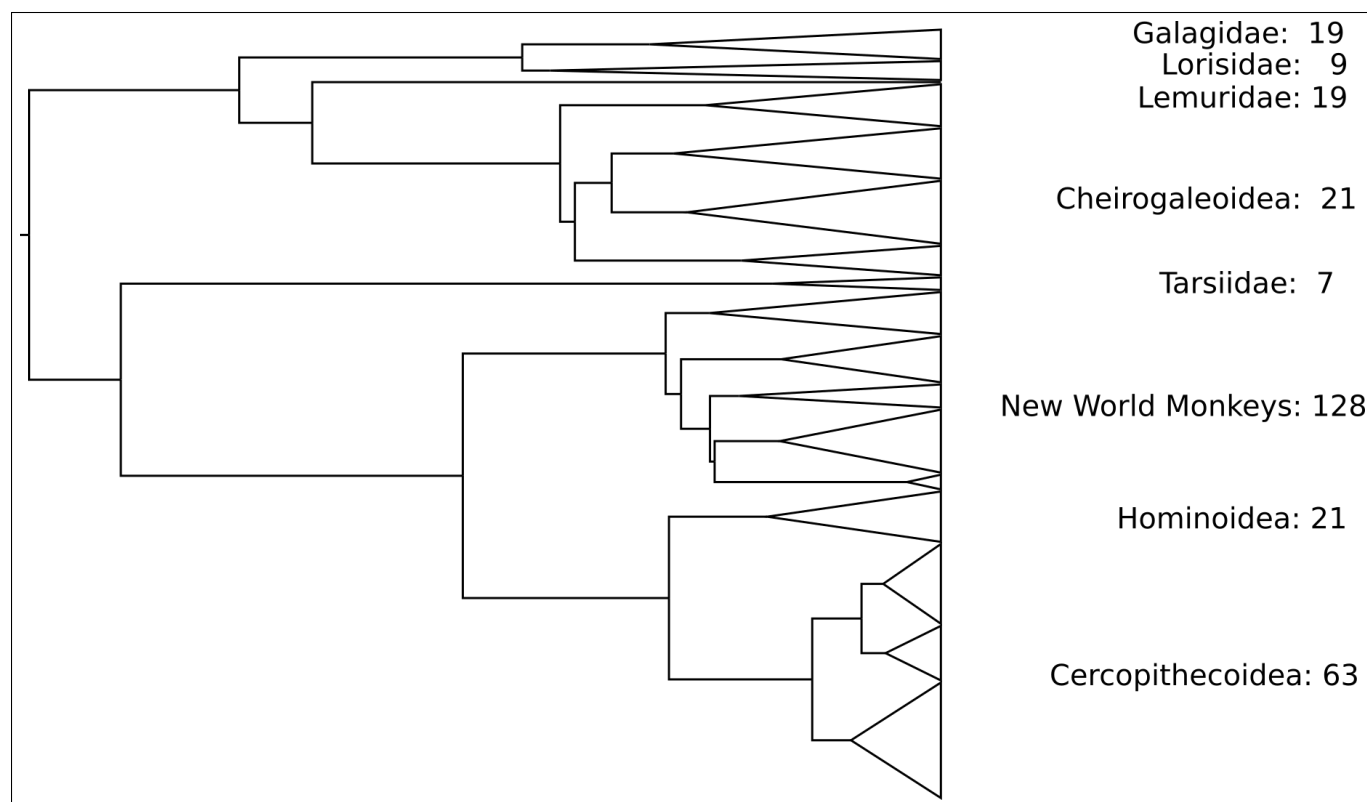 Galagidae: 19
Lorisidae: 9
Lemuridae: 19
Cheirogaleoidea: 21
Tarsiidae: 7
New World Monkeys: 128
Hominoidea: 21
Cercopithecoidea: 63